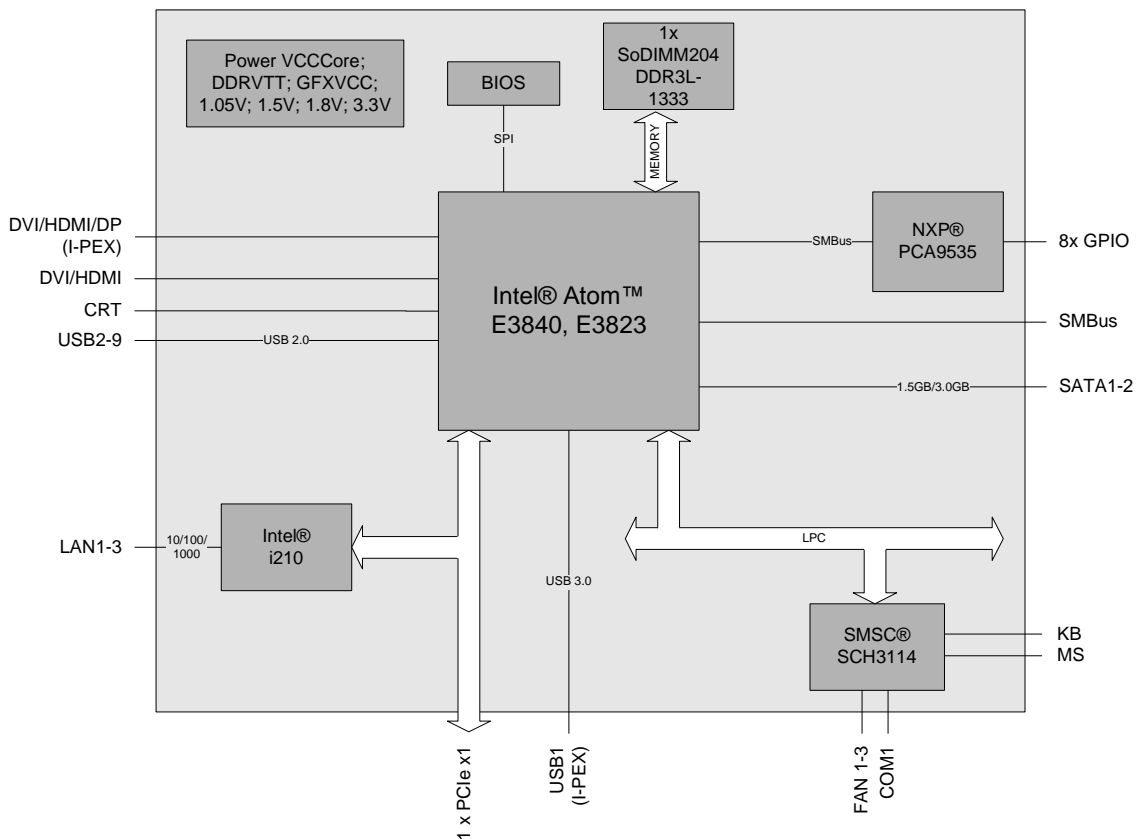 Power VCCCore;
DDRVTT; GFXVCC;
1.05V; 1.5V; 1.8V; 3.3V
BIOS
1x
SoDIMM204
DDR3L-
1333
SPI
MEMORY
DVI/HDMI/DP
(I-PEX)
DVI/HDMI
CRT
USB2-9
USB 2.0
Intel® Atom™
E3840, E3823
SMBus
NXP®
PCA9535
8x GPIO
SMBus
1.5GB/3.0GB
SATA1-2
LAN1-3
10/100/
1000
Intel®
i210
USB 3.0
LPC
SMSC®
SCH3114
KB
MS
1 x PCIe x1
USB1
(I-PEX)
FAN 1-3
COM1